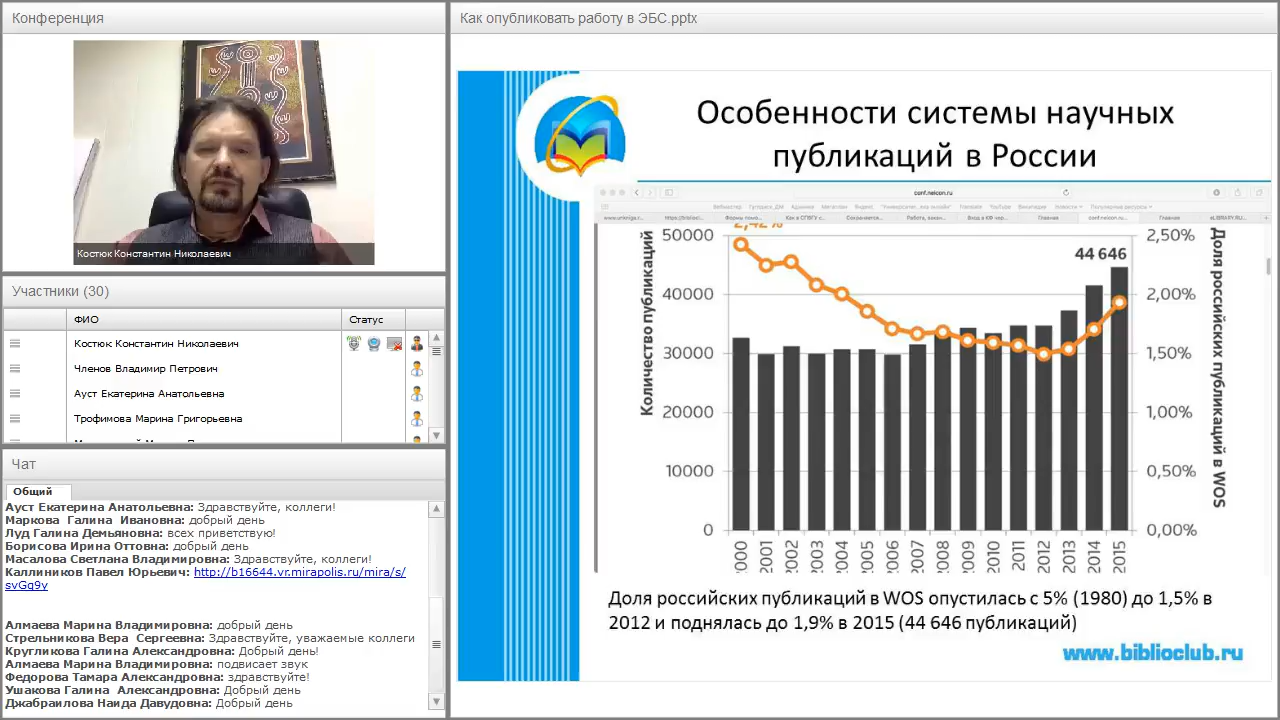 Конференция
Костюк Константин Николаевич
Участники (30)
ФИО
Статус
Костюк Константин Николаевич
Членов Владимир Петрович
Ауст Екатерина Анатольевна
Трофимова Марина Григорьевна
Чат
Общий
Ауст Екатерина Анатольевна: Здравствуйте, коллеги!
Маркова Галина Ивановна: добрый день
Луд Галина Демьяновна: всех приветствую!
Борисова Ирина Оттовна: добрый день
Масалова Светлана Владимировна: Здравствуйте, коллеги!
Каллиников Павел Юрьевич: http://b16644.vr.mirapolis.ru/mira/s/
svGq9y
Алмаева Мария Владимировна: добрый день
Стрельникова Вера Сергеевна: Здравствуйте, уважаемые коллеги
Кругликова Галина Александровна: Добрый день!
Алмаева Мария Владимировна: подвисает звук
Федорова Тамара Александровна: здравствуйте!
Ушакова Галина Александровна: Добрый день
Джабраилова Наида Давудовна: Добрый день
Как опубликовать работу в ЭБС.pptx
Особенности системы научных
публикаций в России
conf.neicon.ru
2,42%
44 646
Количество публикаций
50000
40000
30000
20000
10000
0
2,50%
2,00%
1,50%
1,00%
0,50%
0,00%
Доля российских публикаций в WOS
2000 2001 2002 2003 2004 2005 2006 2007 2008 2009 2010 2011 2012 2013 2014 2015
Доля российских публикаций в WOS опустилась с 5% (1980) до 1,5% в
2012 и поднялась до 1,9% в 2015 (44 646 публикаций)
www.biblioclub.ru